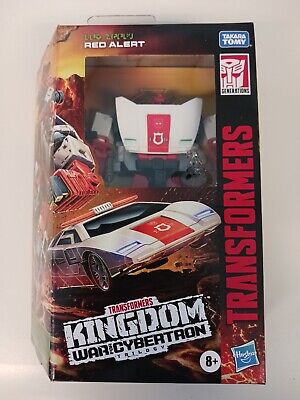 RED ALERT
TAKARA
TOMY
GENERATIONS
TRANSFORMERS
TRANSFORMERS
KINGDOM
WAR FOR CYBERTRON
TRILOGY
8+
Hasbro